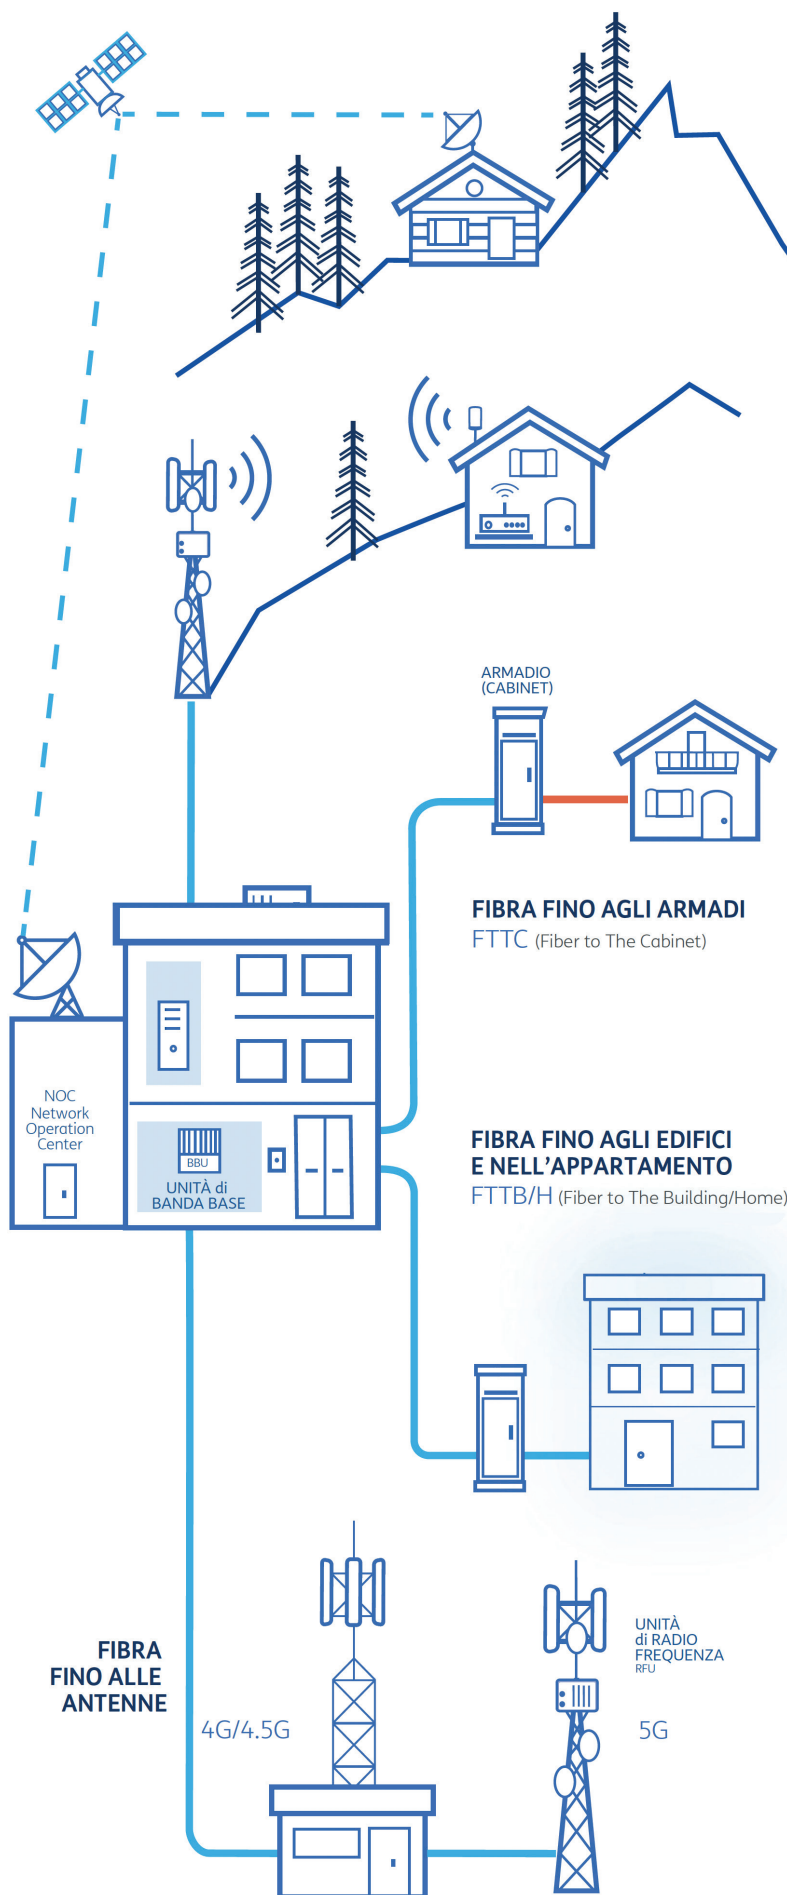 ARMADIO
(CABINET)
FIBRA FINO AGLI ARMADI
FTTC (Fiber to The Cabinet)
NOC
Network
Operation
Center
BBU
UNITÀ di
BANDA BASE
FIBRA FINO AGLI EDIFICI
E NELL'APPARTAMENTO
FTTB/H (Fiber to The Building/Home)
FIBRA
FINO ALLE
ANTENNE
4G/4.5G
UNITÀ
di RADIO
FREQUENZA
RFU
5G